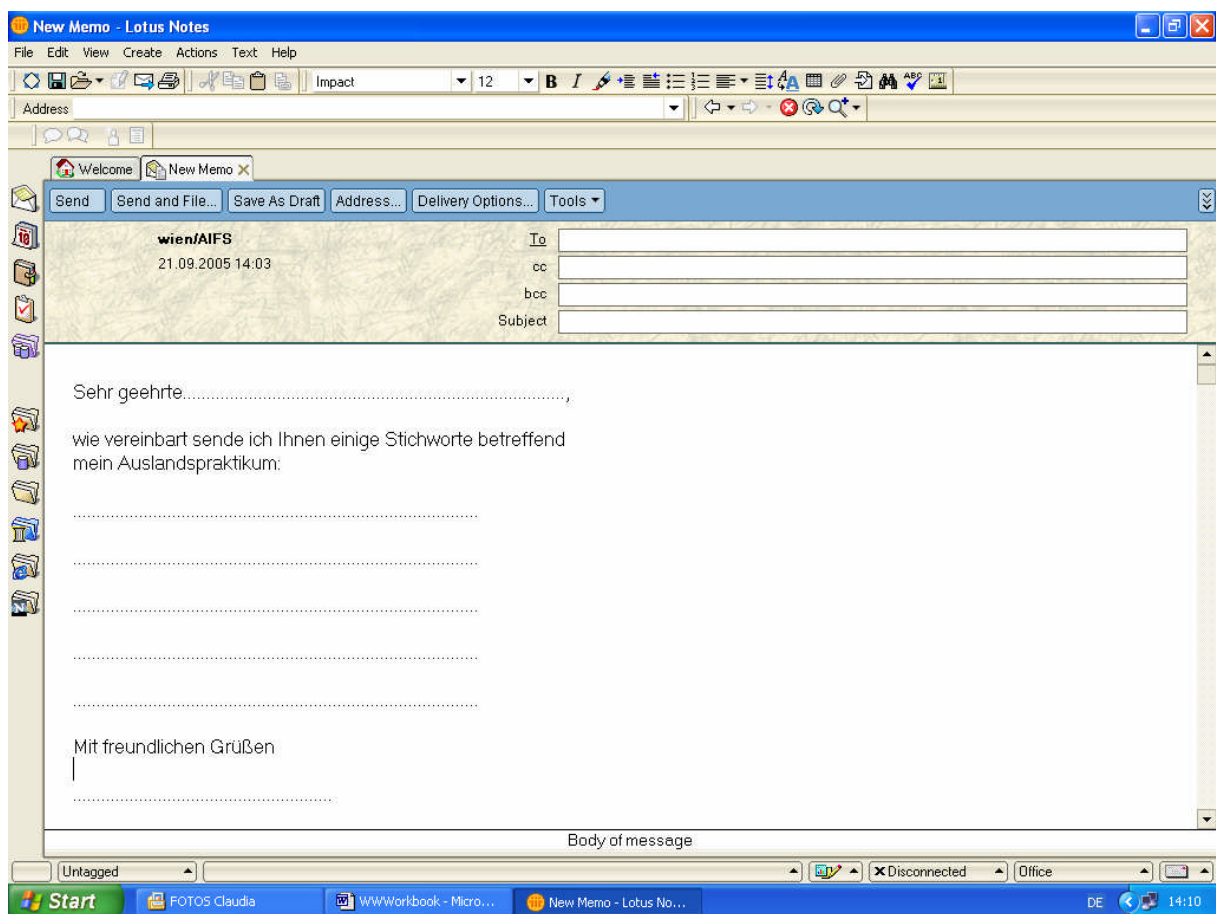 New Memo - Lotus Notes
File Edit View Create Actions Text Help
Impact 12 B I
Address
Welcome New Memo
Send Send and File... Save As Draft Address... Delivery Options... Tools
wien/AIFS To
21.09.2005 14:03 cc
bcc
Subject
Sehr geehrte................................................................................,
wie vereinbart sende ich Ihnen einige Stichworte betreffend
mein Auslandspraktikum:
.....................................................................................
.....................................................................................
.....................................................................................
.....................................................................................
.....................................................................................
Mit freundlichen Grüßen
.......................................................
Body of message
Untagged Disconnected Office
Start FOTOS Claudia WWWorkbook - Micro... New Memo - Lotus No... DE 14:10